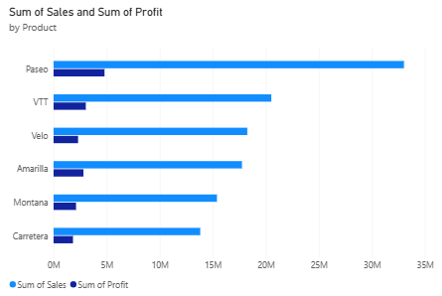 Sum of Sales and Sum of Profit
by Product
Paseo
VTT
Velo
Amarilla
Montana
Carretera
0M 5M 10M 15M 20M 25M 30M 35M
Sum of Sales Sum of Profit